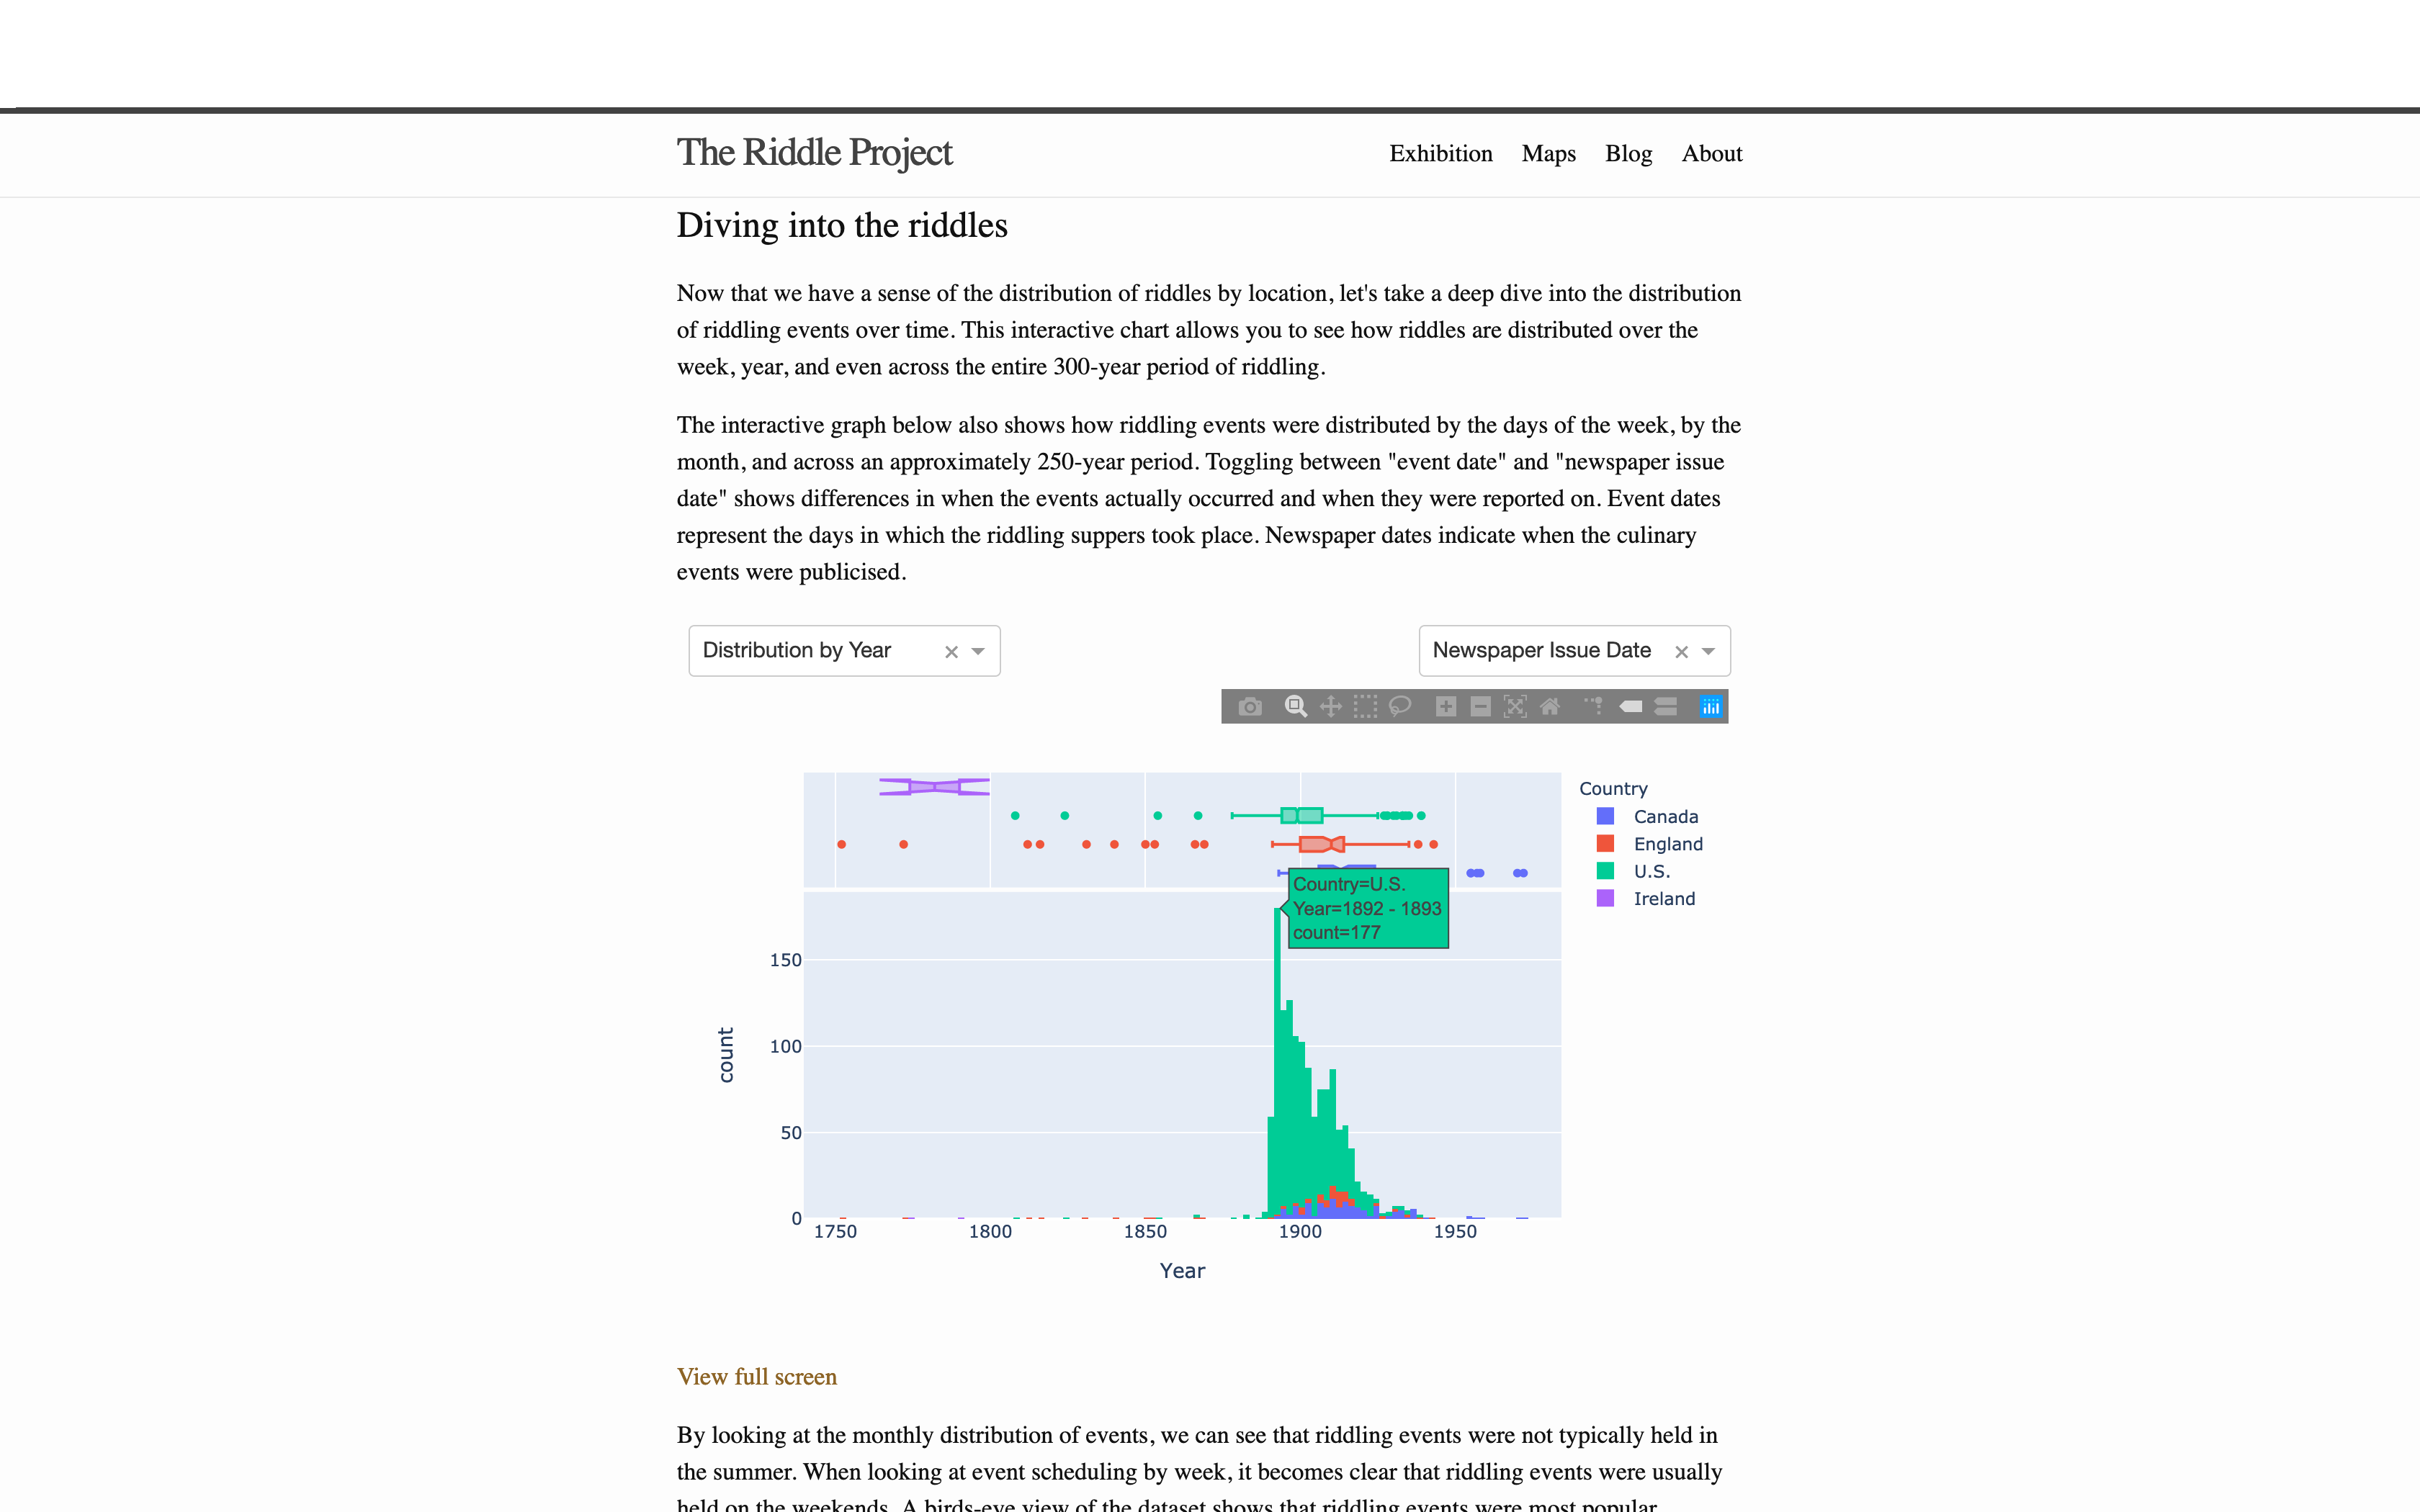 The Riddle Project
Exhibition Maps Blog About
Diving into the riddles
Now that we have a sense of the distribution of riddles by location, let's take a deep dive into the distribution
of riddling events over time. This interactive chart allows you to see how riddles are distributed over the
week, year, and even across the entire 300-year period of riddling.
The interactive graph below also shows how riddling events were distributed by the days of the week, by the
month, and across an approximately 250-year period. Toggling between "event date" and "newspaper issue
date" shows differences in when the events actually occurred and when they were reported on. Event dates
represent the days in which the riddling suppers took place. Newspaper dates indicate when the culinary
events were publicised.
Distribution by Year
Newspaper Issue Date
Country
Canada
England
U.S.
Ireland
Country=U.S.
Year=1892 - 1893
count=177
150
100
50
0
count
1750 1800 1850 1900 1950
Year
View full screen
By looking at the monthly distribution of events, we can see that riddling events were not typically held in
the summer. When looking at event scheduling by week, it becomes clear that riddling events were usually
held on the weekends. A birds-eye view of the dataset shows that riddling events were most popular